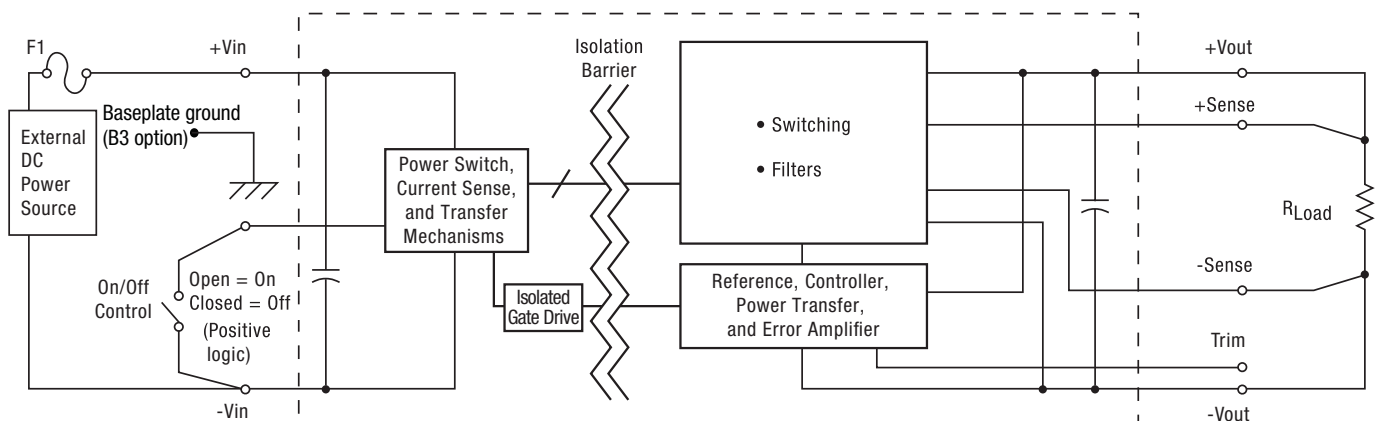 F1
+Vin
Isolation
Barrier
+Vout
Baseplate ground
(B3 option)
+Sense
External
DC
Power
Source
• Switching
• Filters
Power Switch,
Current Sense,
and Transfer
Mechanisms
RLoad
On/Off
Control
Open = On
Closed = Off
(Positive
logic)
Isolated
Gate Drive
Reference, Controller,
Power Transfer,
and Error Amplifier
-Sense
Trim
-Vin
-Vout